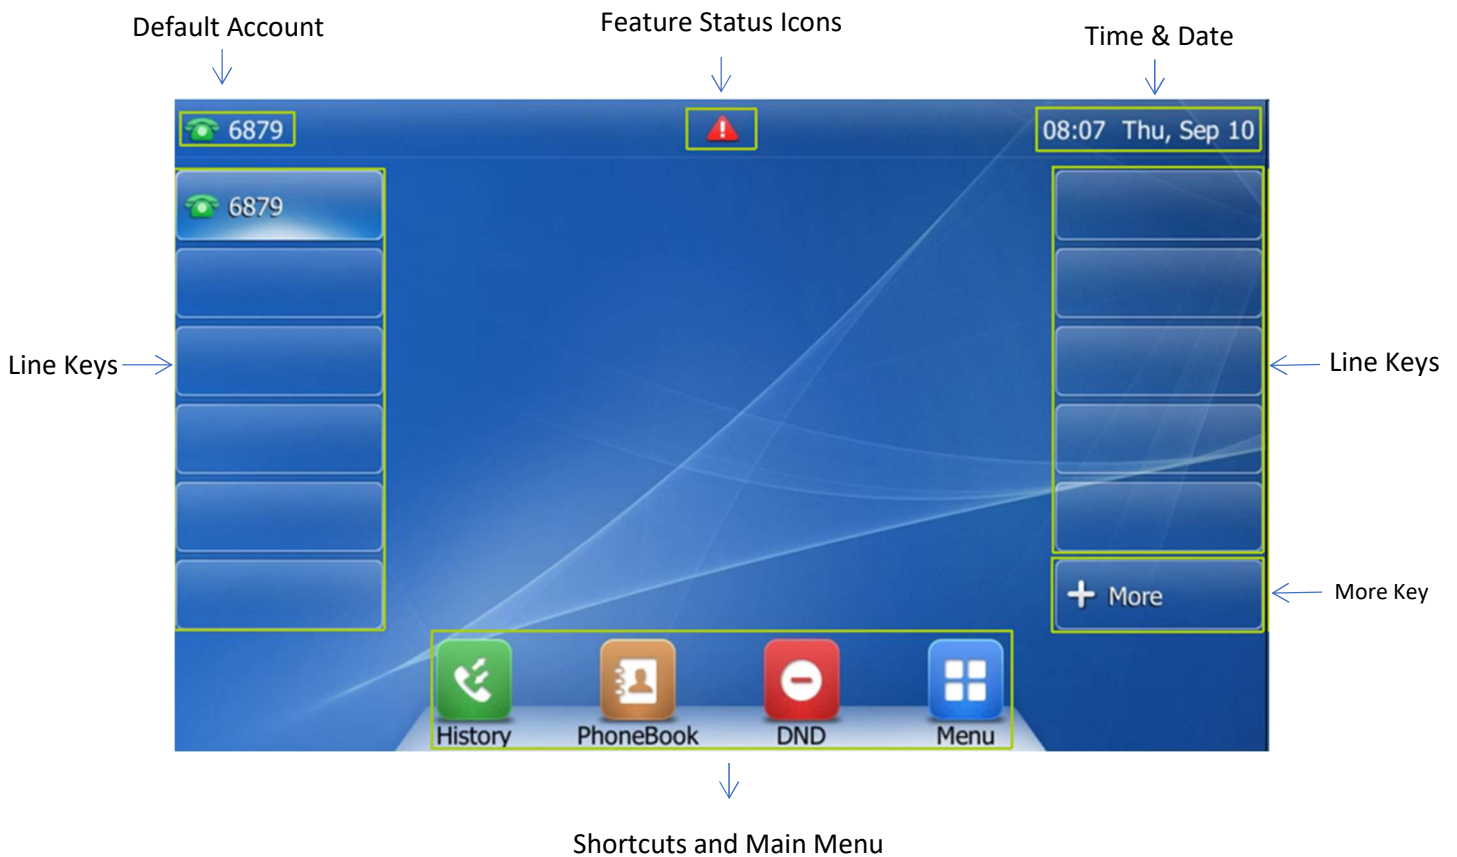 Default Account
Feature Status Icons
Time & Date
6879
08:07 Thu, Sep 10
6879
Line Keys
Line Keys
+ More
More Key
History
PhoneBook
DND
Menu
Shortcuts and Main Menu